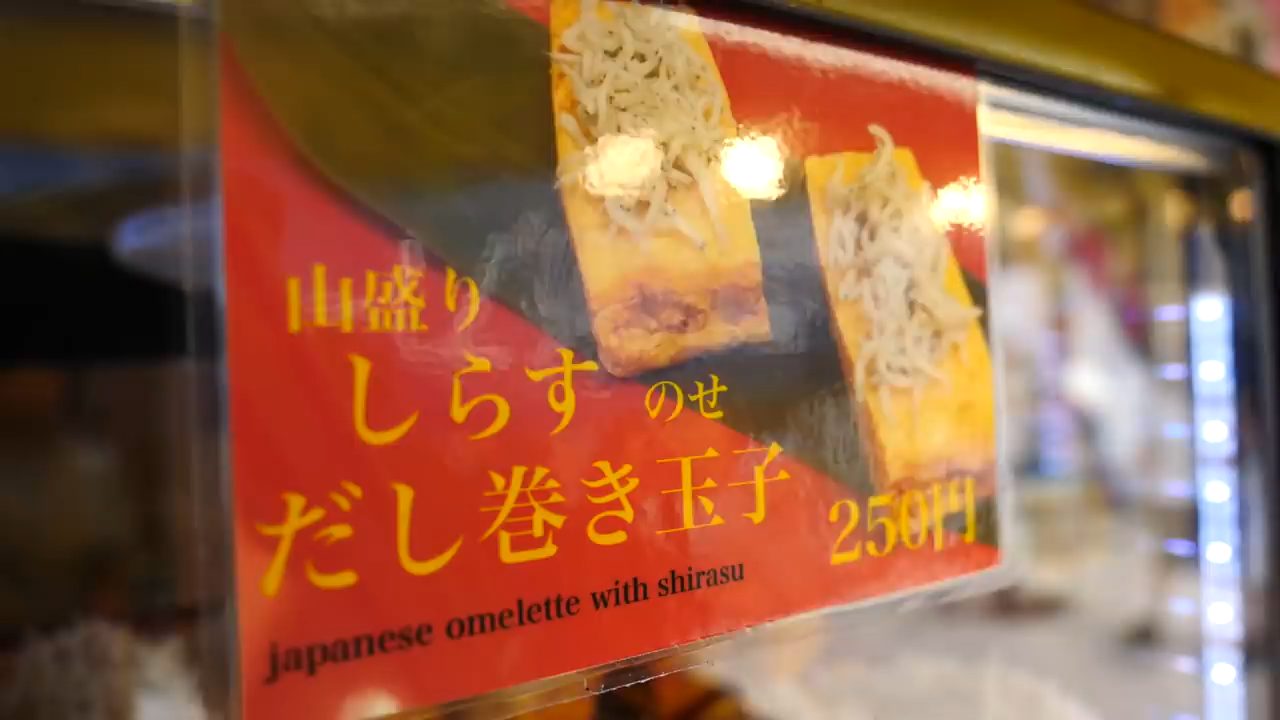 山盛り
しらす のせ
だし巻き玉子 250円
japanese omelette with shirasu